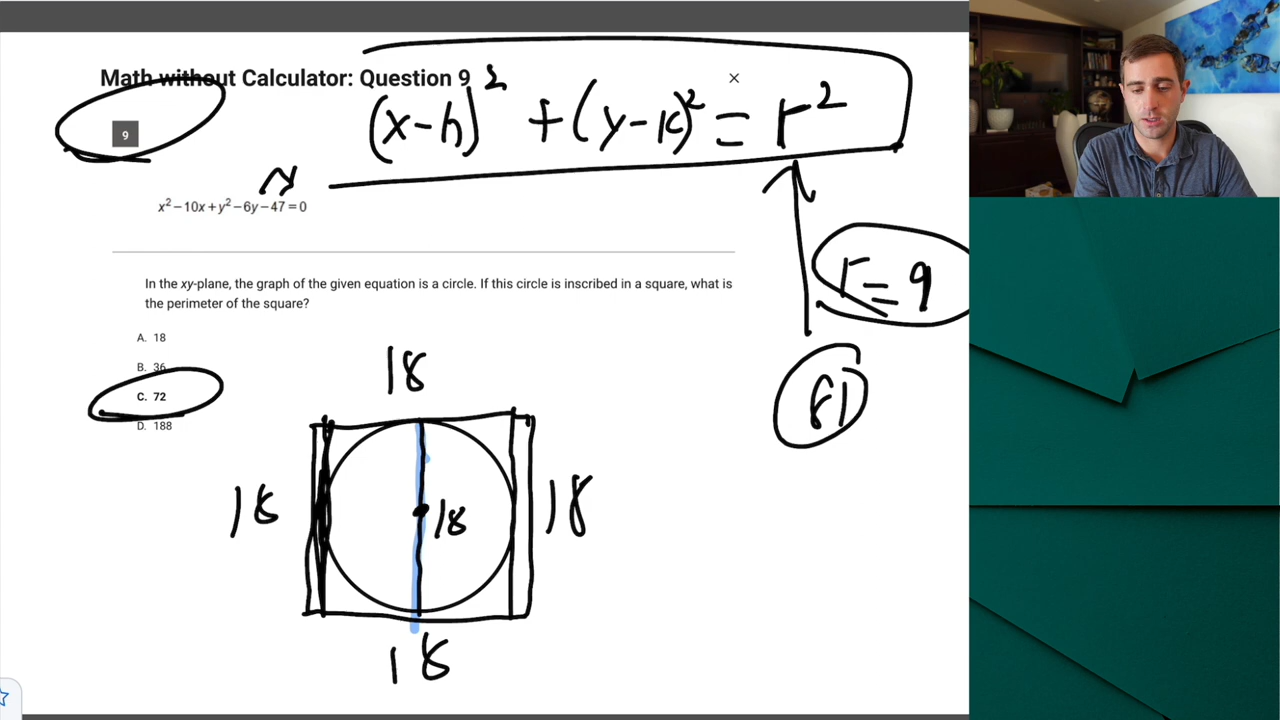 Math without Calculator: Question 9
×
(x-h)² + (y-k)² = r²
9
x²−10x+y²−6y−47=0
In the xy-plane, the graph of the given equation is a circle. If this circle is inscribed in a square, what is
the perimeter of the square?
r=9
A. 18
B. 36
C. 72
D. 188
81
18
18
18
18
18